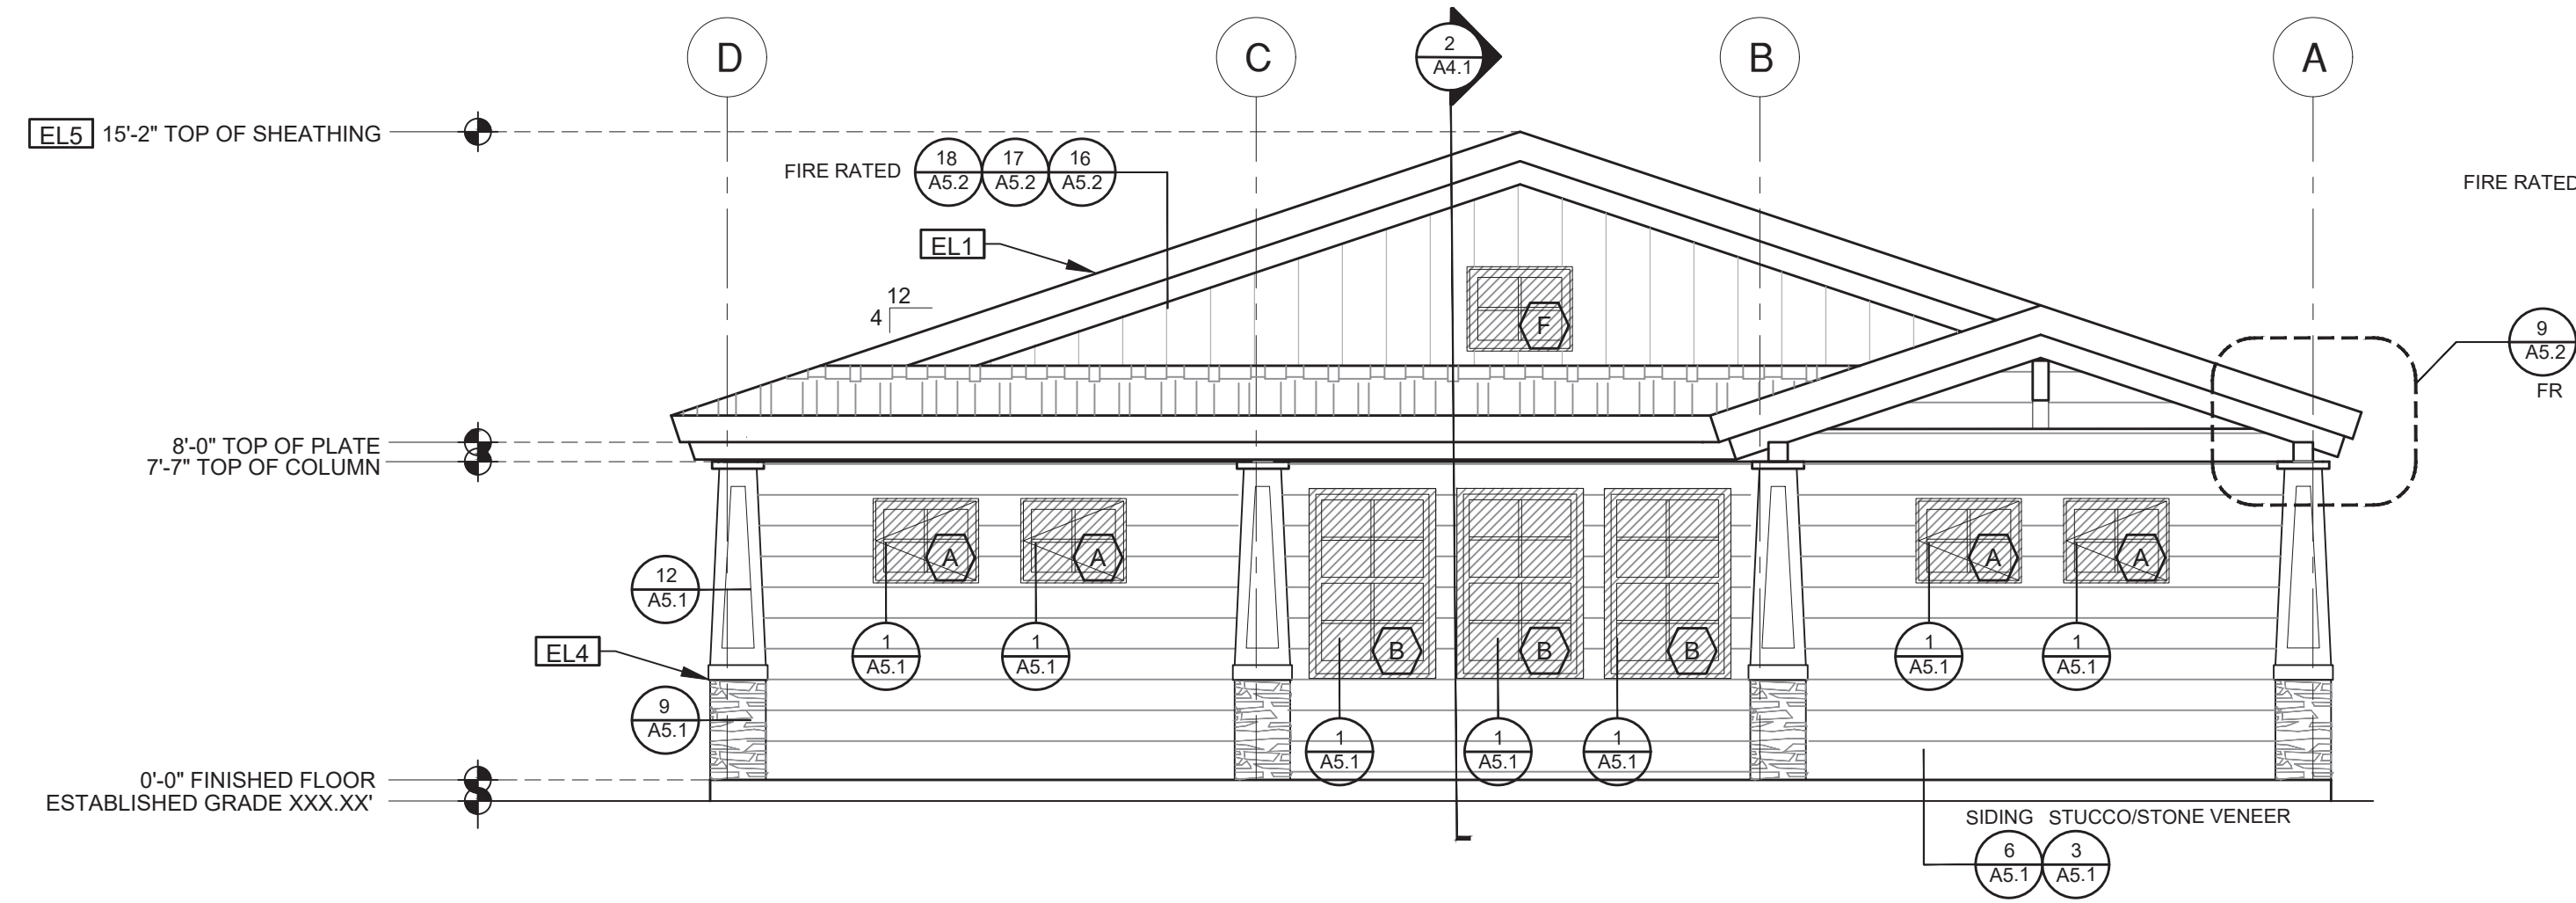 D
C
2
A4.1
B
A
EL5 15'-2" TOP OF SHEATHING
FIRE RATED
18
A5.2
17
A5.2
16
A5.2
FIRE RATED
EL1
12
4
F
9
A5.2
FR
8'-0" TOP OF PLATE
7'-7" TOP OF COLUMN
A
A
A
A
12
A5.1
1
A5.1
1
A5.1
B
B
B
1
A5.1
1
A5.1
EL4
9
A5.1
1
A5.1
1
A5.1
1
A5.1
0'-0" FINISHED FLOOR
ESTABLISHED GRADE XXX.XX'
SIDING STUCCO/STONE VENEER
6
A5.1
3
A5.1